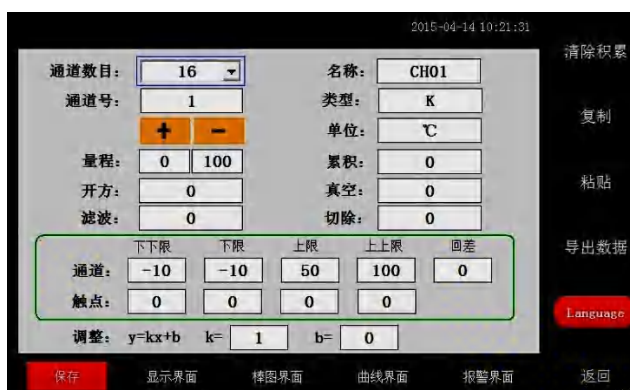 2015-04-14 10:21:31
清除积累
通道数目： 16 名称： CH01
通道号： 1 类型： K
复制
+ - 单位： ℃
量程： 0 100 累积： 0
粘贴
开方： 0 真空： 0
滤波： 0 切除： 0
下下限 下限 上限 上上限 回差
导出数据
通道： -10 -10 50 100 0
触点： 0 0 0 0
Language
调整： y=kx+b k= 1 b= 0
保存 显示界面 棒图界面 曲线界面 报警界面 返回